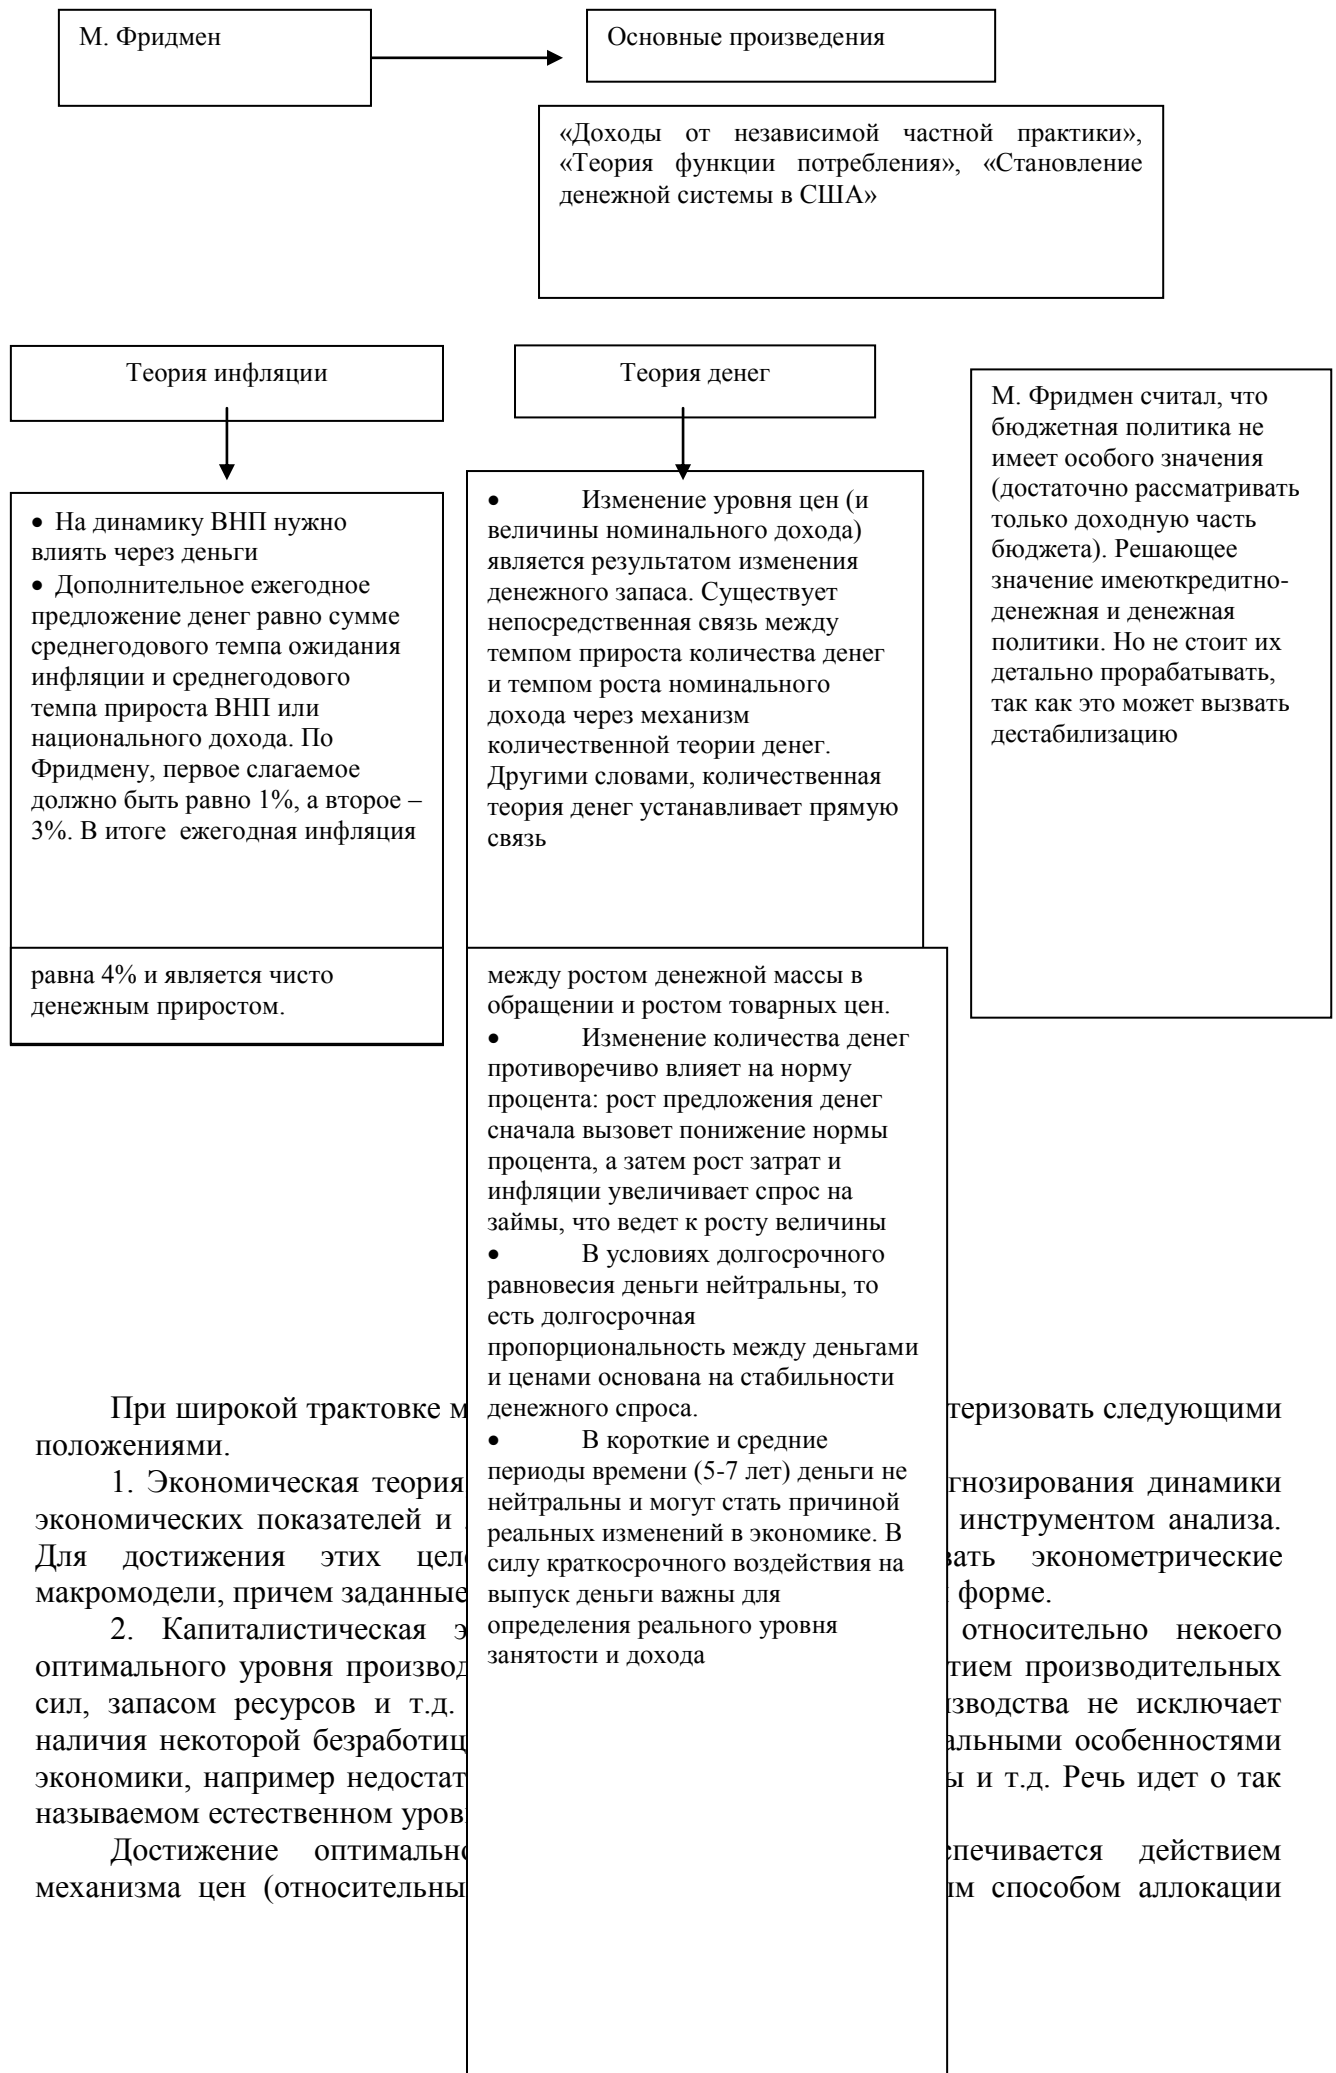 М. Фридмен
Основные произведения
«Доходы от независимой частной практики»,
«Теория функции потребления», «Становление
денежной системы в США»
Теория инфляции
• На динамику ВНП нужно
влиять через деньги
• Дополнительное ежегодное
предложение денег равно сумме
среднегодового темпа ожидания
инфляции и среднегодового
темпа прироста ВНП или
национального дохода. По
Фридмену, первое слагаемое
должно быть равно 1%, а второе –
3%. В итоге ежегодная инфляция
равна 4% и является чисто
денежным приростом.
Теория денег
• Изменение уровня цен (и
величины номинального дохода)
является результатом изменения
денежного запаса. Существует
непосредственная связь между
темпом прироста количества денег
и темпом роста номинального
дохода через механизм
количественной теории денег.
Другими словами, количественная
теория денег устанавливает прямую
связь
между ростом денежной массы в
обращении и ростом товарных цен.
• Изменение количества денег
противоречиво влияет на норму
процента: рост предложения денег
сначала вызовет понижение нормы
процента, а затем рост затрат и
инфляции увеличивает спрос на
займы, что ведет к росту величины
• В условиях долгосрочного
равновесия деньги нейтральны, то
есть долгосрочная
пропорциональность между деньгами
и ценами основана на стабильности
денежного спроса.
• В короткие и средние
периоды времени (5-7 лет) деньги не
нейтральны и могут стать причиной
реальных изменений в экономике. В
силу краткосрочного воздействия на
выпуск деньги важны для
определения реального уровня
занятости и дохода
М. Фридмен считал, что
бюджетная политика не
имеет особого значения
(достаточно рассматривать
только доходную часть
бюджета). Решающее
значение имеюткредитно-
денежная и денежная
политики. Но не стоит их
детально прорабатывать,
так как это может вызвать
дестабилизацию
При широкой трактовке м теризовать следующими
положениями.
1. Экономическая теория гнозирования динамики
экономических показателей и инструментом анализа.
Для достижения этих цел вать эконометрические
макромодели, причем заданные форме.
2. Капиталистическая э относительно некоего
оптимального уровня производ тием производительных
сил, запасом ресурсов и т.д. зводства не исключает
наличия некоторой безработиц альными особенностями
экономики, например недостат ы и т.д. Речь идет о так
называемом естественном уров
Достижение оптимальн спечивается действием
механизма цен (относительны м способом аллокации